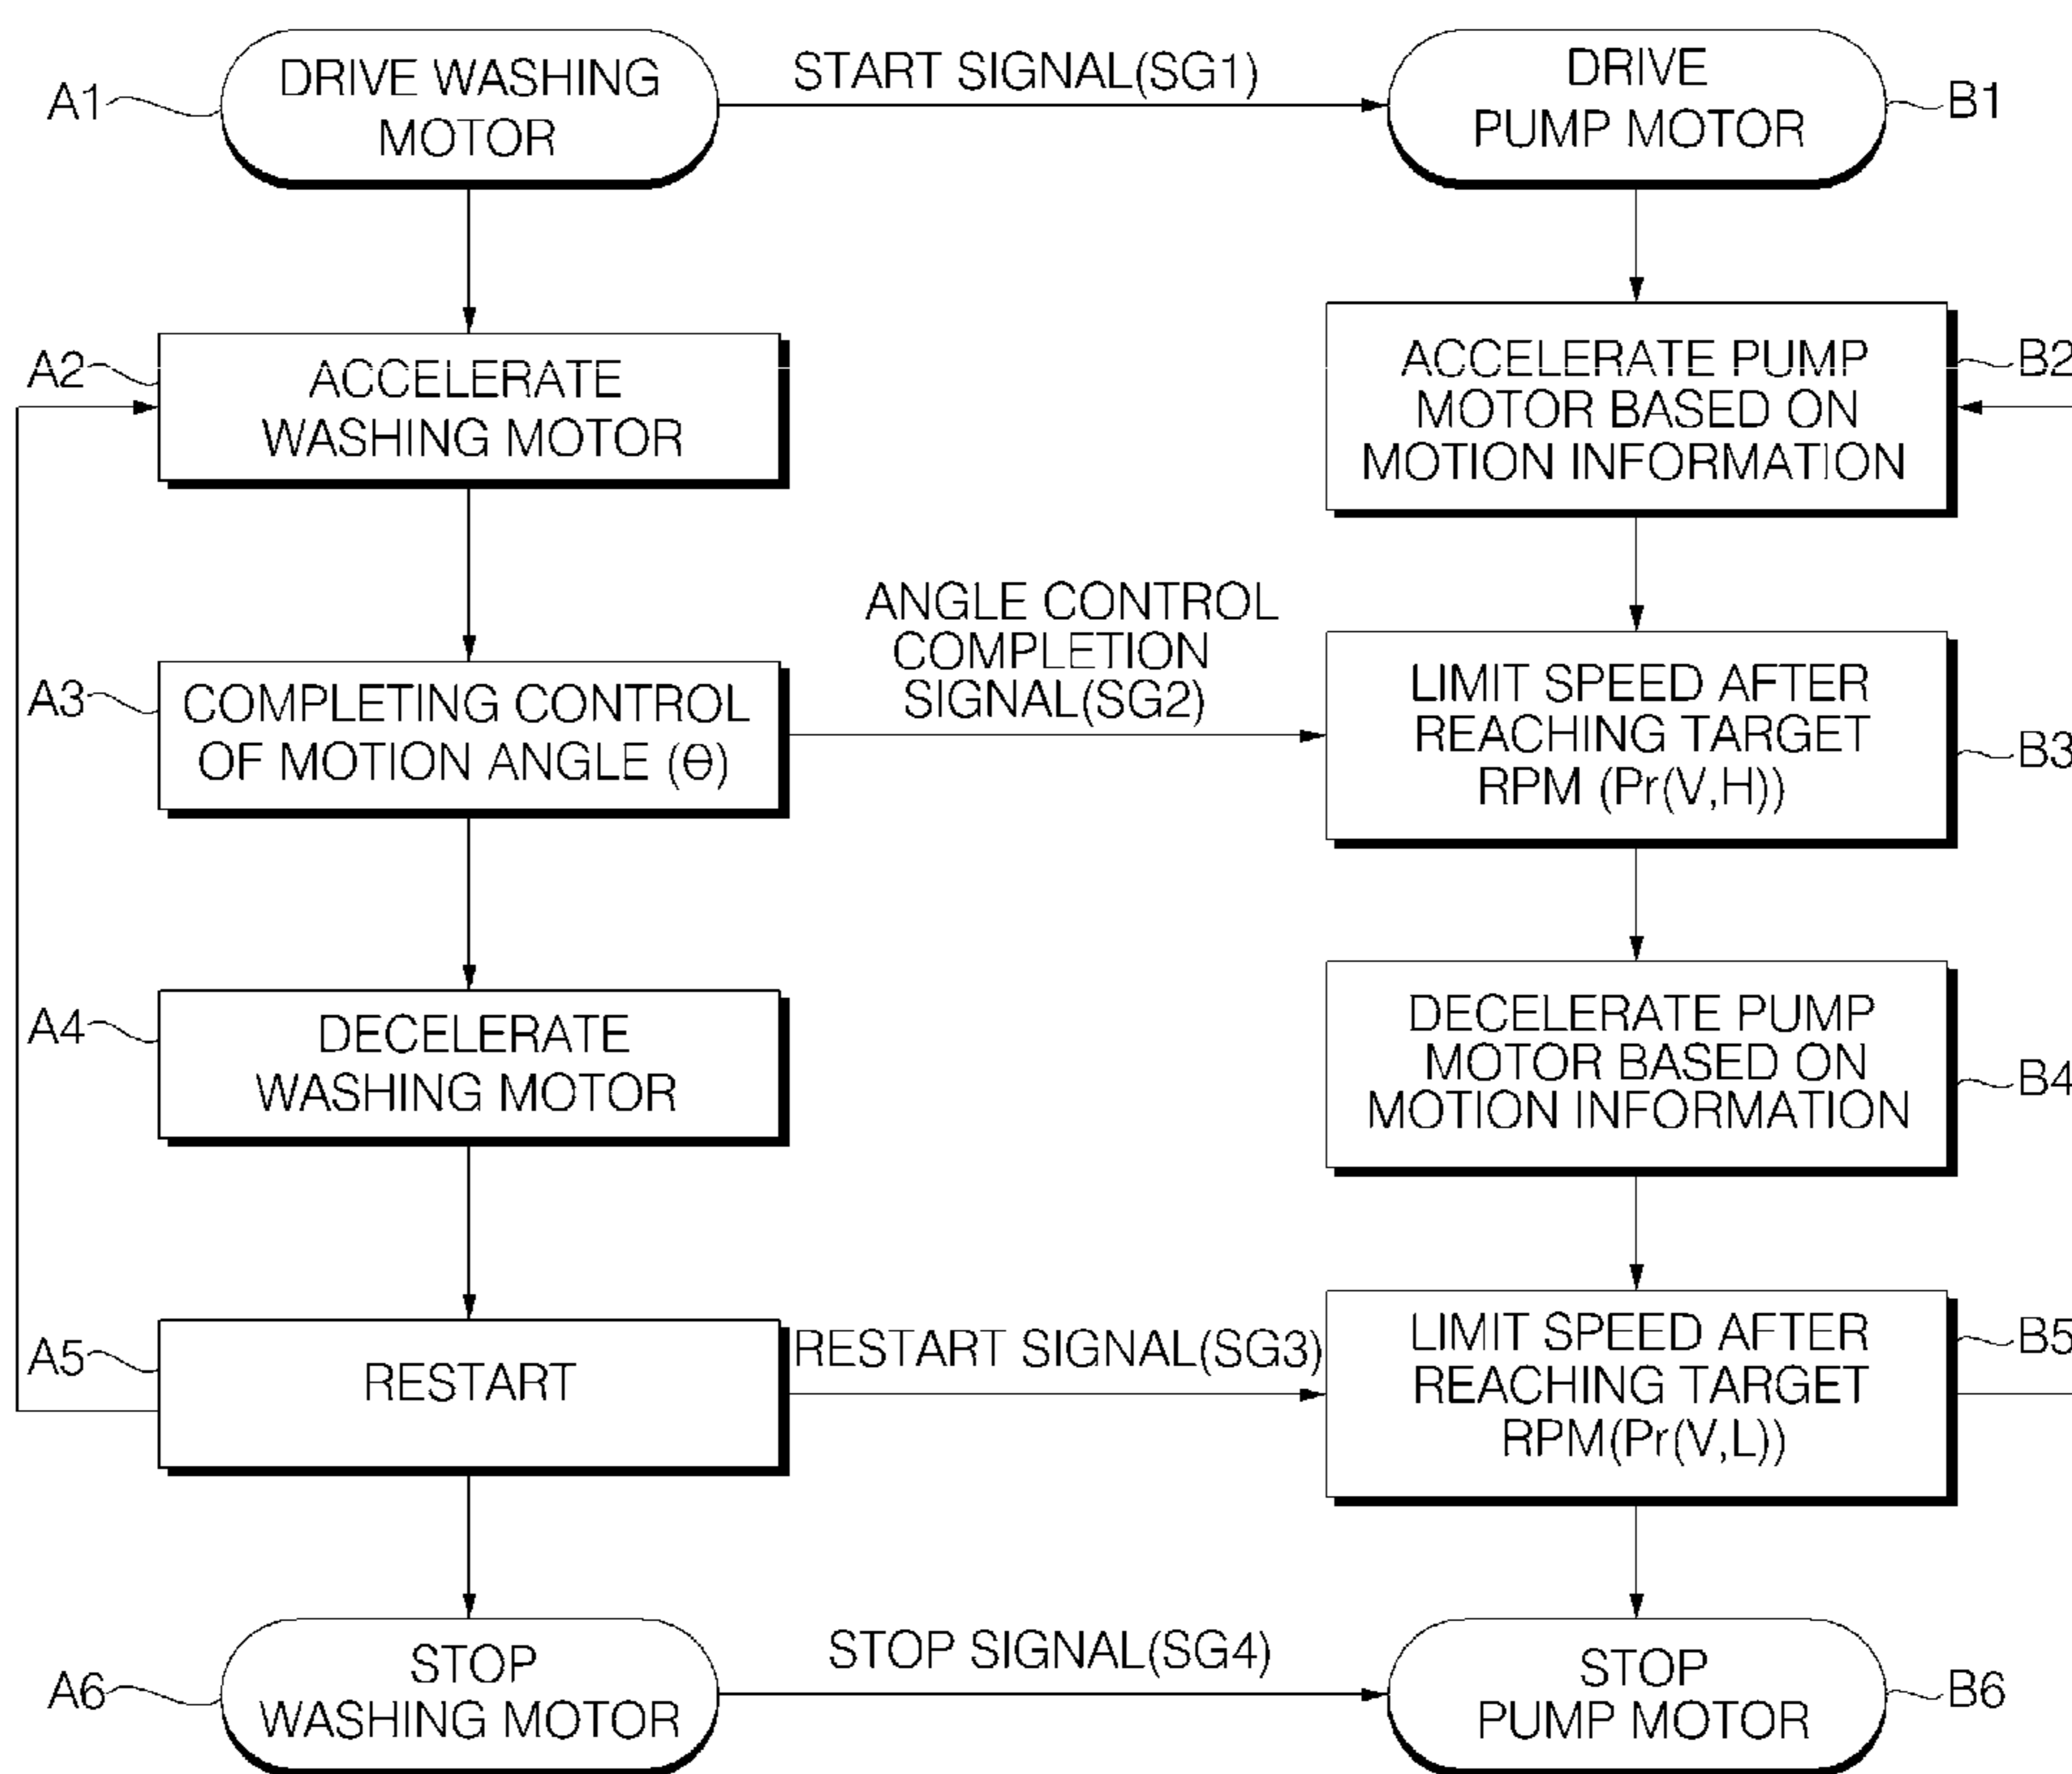 A1
DRIVE WASHING
MOTOR
START SIGNAL(SG1)
DRIVE
PUMP MOTOR
B1
A2
ACCELERATE
WASHING MOTOR
ACCELERATE PUMP
MOTOR BASED ON
MOTION INFORMATION
B2
A3
COMPLETING CONTROL
OF MOTION ANGLE (θ)
ANGLE CONTROL
COMPLETION
SIGNAL(SG2)
LIMIT SPEED AFTER
REACHING TARGET
RPM (Pr(V,H))
B3
A4
DECELERATE
WASHING MOTOR
DECELERATE PUMP
MOTOR BASED ON
MOTION INFORMATION
B4
A5
RESTART
RESTART SIGNAL(SG3)
LIMIT SPEED AFTER
REACHING TARGET
RPM(Pr(V,L))
B5
A6
STOP
WASHING MOTOR
STOP SIGNAL(SG4)
STOP
PUMP MOTOR
B6